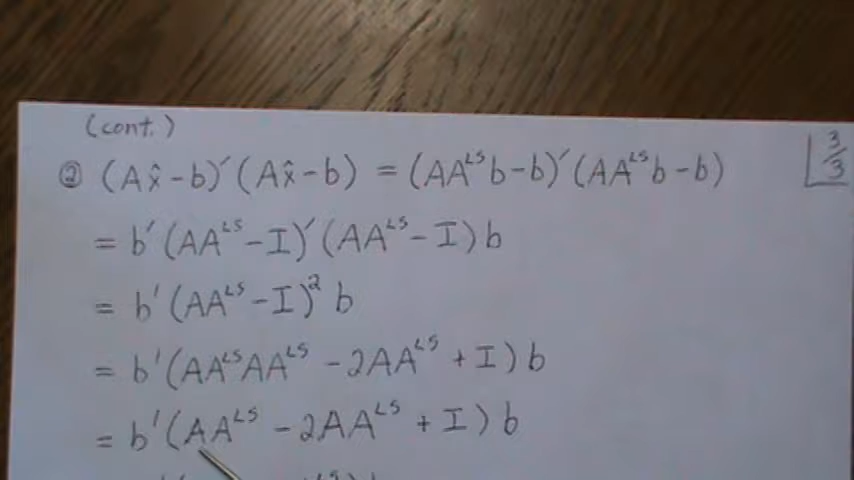 (cont.)
3/3
② (Ax̂ - b)′(Ax̂ - b) = (AA^LS b - b)′(AA^LS b - b)
= b′(AA^LS - I)′(AA^LS - I)b
= b′(AA^LS - I)² b
= b′(AA^LS AA^LS - 2AA^LS + I)b
= b′(AA^LS - 2AA^LS + I)b